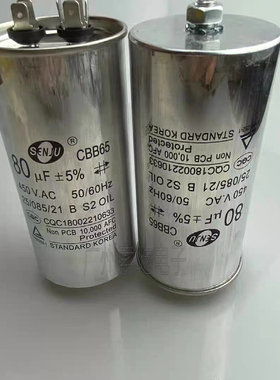 SENJU ®
CBB65
80 µF ±5%
450 V.AC 50/60Hz
25/085/21 B S2 OIL
CQC CQC18002210633
Non PCB 10,000 AFC
Protected
STANDARD KOREA
SENJU ®
CBB65
80 µF ±5%
450 V.AC 50/60Hz
25/085/21 B S2 OIL
CQC CQC18002210633
Non PCB 10,000 AFC
Protected
STANDARD KOREA